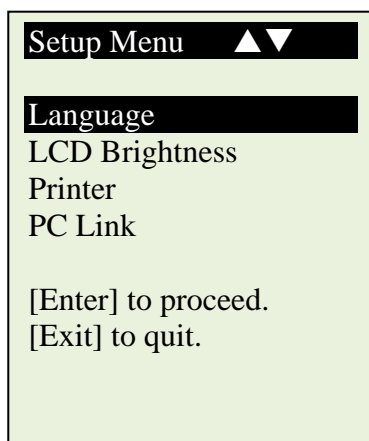 Setup Menu ▲▼
Language
LCD Brightness
Printer
PC Link
[Enter] to proceed.
[Exit] to quit.